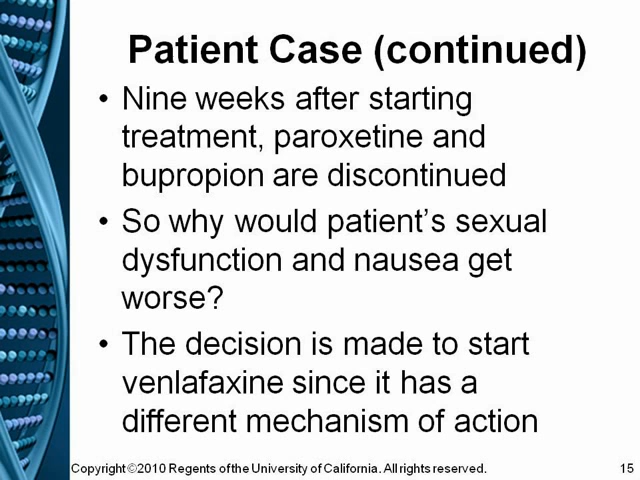 Patient Case (continued)
• Nine weeks after starting
treatment, paroxetine and
bupropion are discontinued
• So why would patient's sexual
dysfunction and nausea get
worse?
• The decision is made to start
venlafaxine since it has a
different mechanism of action
Copyright ©2010 Regents of the University of California. All rights reserved.
15